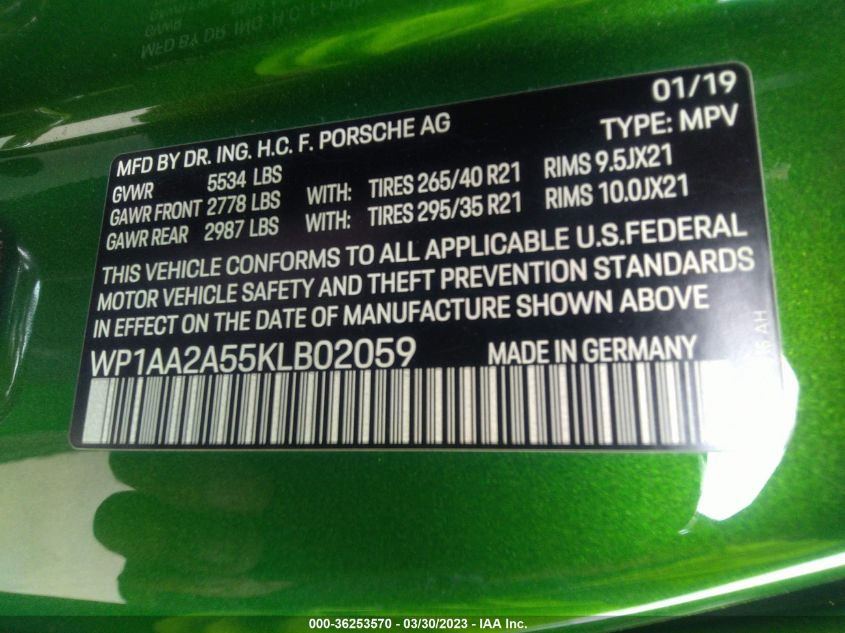 01/19
MFD BY DR. ING. H.C. F. PORSCHE AG TYPE: MPV
GVWR 5534 LBS WITH: TIRES 265/40 R21 RIMS 9.5JX21
GAWR FRONT 2778 LBS WITH: TIRES 295/35 R21 RIMS 10.0JX21
GAWR REAR 2987 LBS
THIS VEHICLE CONFORMS TO ALL APPLICABLE U.S.FEDERAL
MOTOR VEHICLE SAFETY AND THEFT PREVENTION STANDARDS
IN EFFECT ON THE DATE OF MANUFACTURE SHOWN ABOVE
WP1AA2A55KLB02059 MADE IN GERMANY
AH
000-36253570 - 03/30/2023 - IAA Inc.